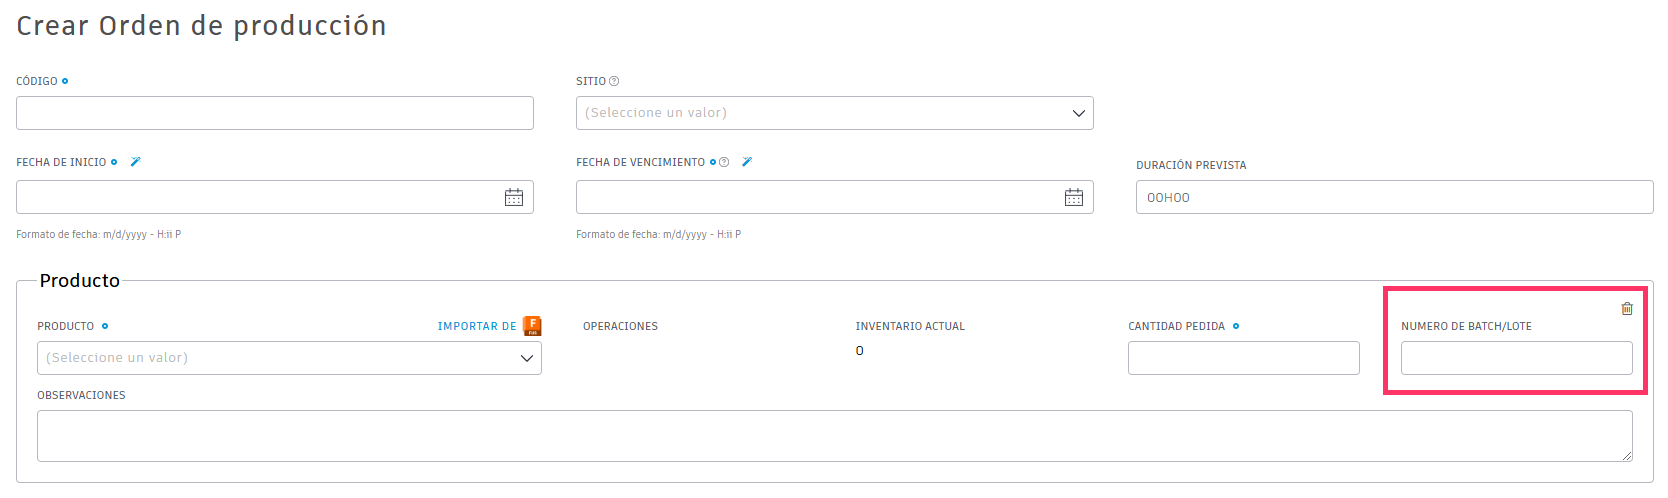 Crear Orden de producción
CÓDIGO
SITIO
(Seleccione un valor)
FECHA DE INICIO
FECHA DE VENCIMIENTO
DURACIÓN PREVISTA
00H00
Formato de fecha: m/d/yyyy - H:ii P
Formato de fecha: m/d/yyyy - H:ii P
Producto
PRODUCTO
IMPORTAR DE
F
OPERACIONES
INVENTARIO ACTUAL
CANTIDAD PEDIDA
NUMERO DE BATCH/LOTE
(Seleccione un valor)
0
OBSERVACIONES